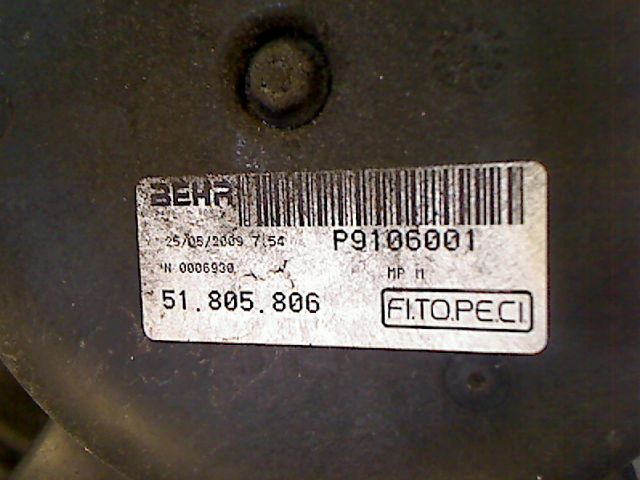 BEHR
25/05/2009 7:54 P9106001
N 0006930 MP M
51.805.806 FI.TO.PE.CI